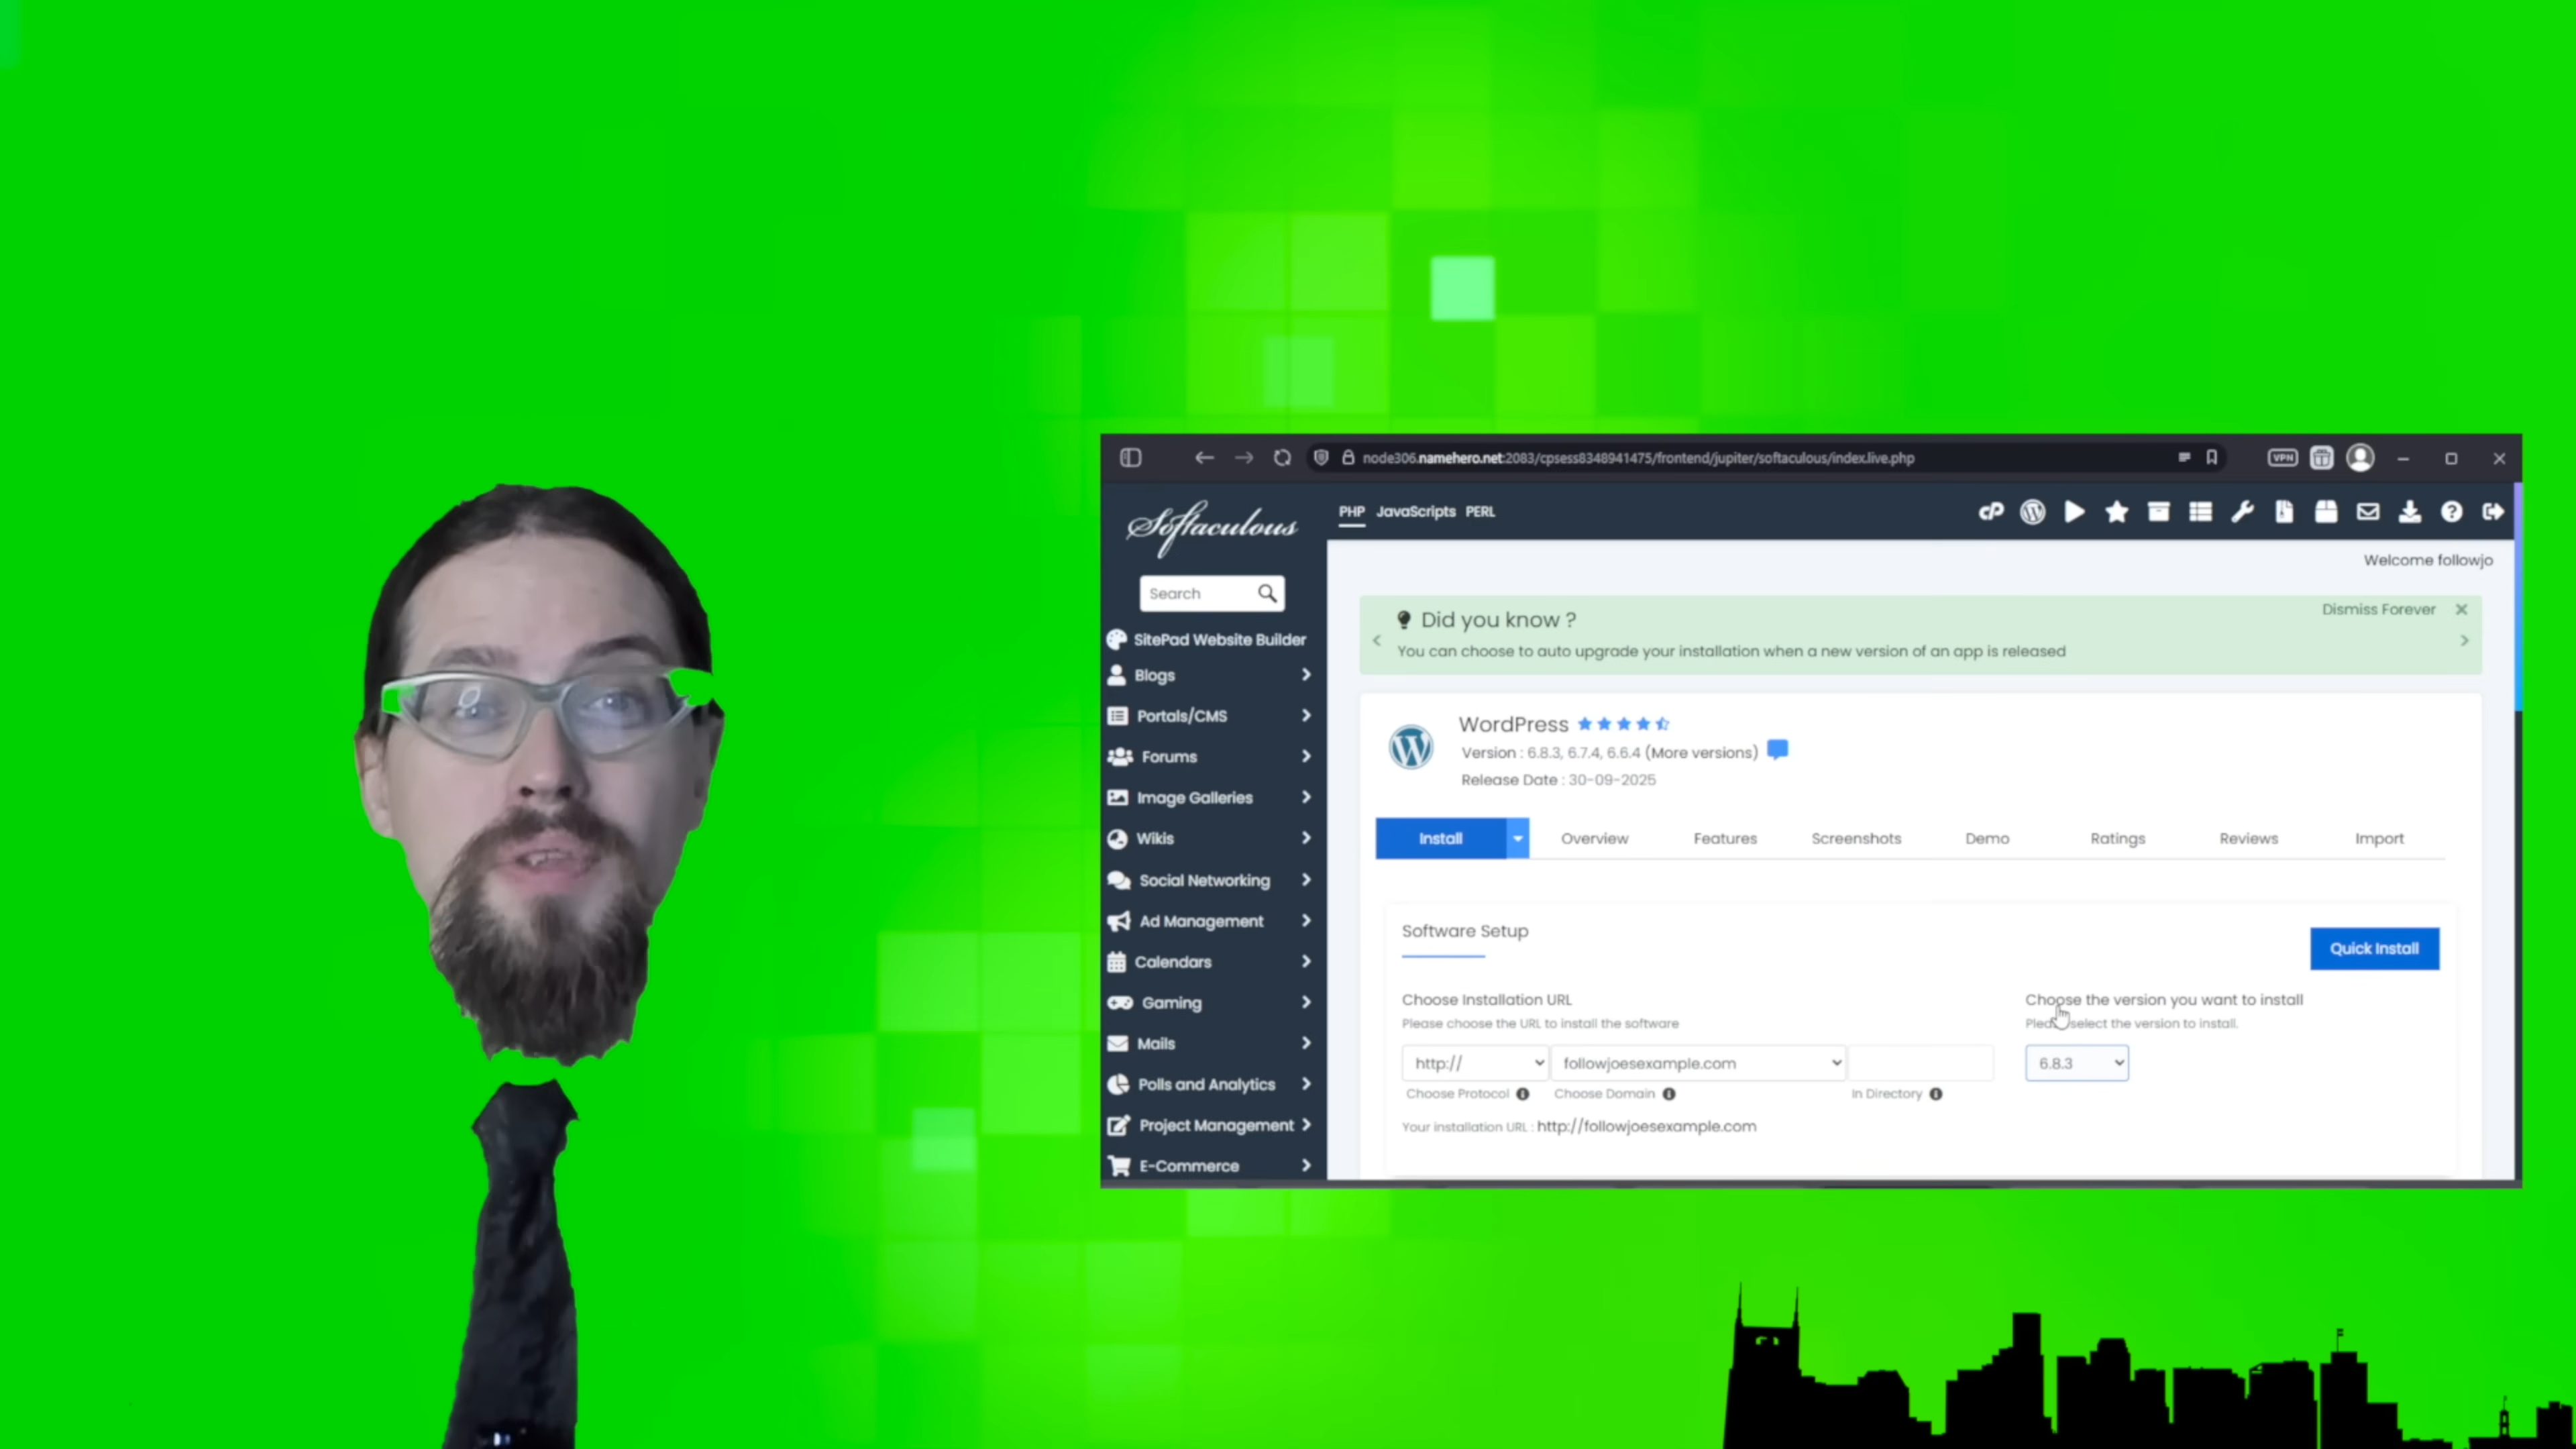 node306.namehero.net:2083/cpsess8348941475/frontend/jupiter/softaculous/index.live.php
VPN
Softaculous
PHP JavaScripts PERL
Welcome followjo
Search
Did you know ?
Dismiss Forever
You can choose to auto upgrade your installation when a new version of an app is released
SitePad Website Builder
Blogs
Portals/CMS
Forums
Image Galleries
Wikis
Social Networking
Ad Management
Calendars
Gaming
Mails
Polls and Analytics
Project Management
E-Commerce
WordPress
Version : 6.8.3, 6.7.4, 6.6.4 (More versions)
Release Date : 30-09-2025
Install Overview Features Screenshots Demo Ratings Reviews Import
Software Setup
Quick Install
Choose Installation URL
Please choose the URL to install the software
http:// followjoesexample.com
Choose Protocol Choose Domain In Directory
Your installation URL : http://followjoesexample.com
Choose the version you want to install
Please select the version to install.
6.8.3